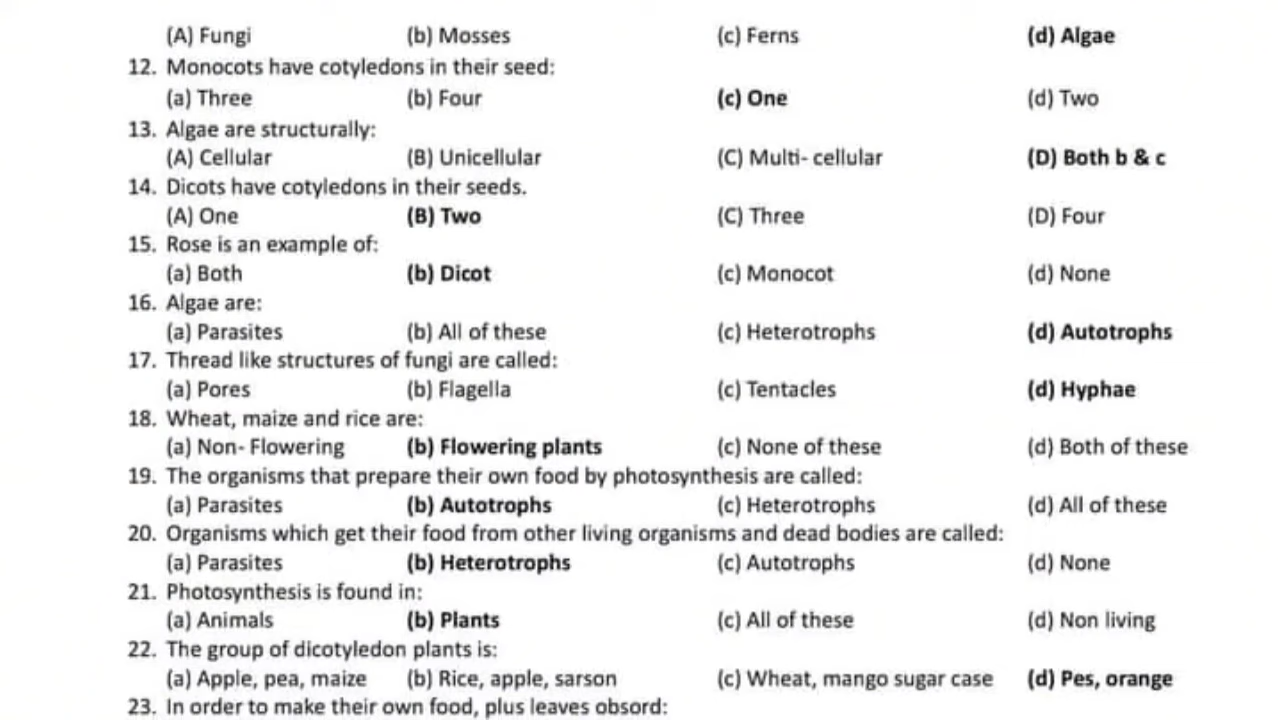 (A) Fungi (b) Mosses (c) Ferns (d) Algae
12. Monocots have cotyledons in their seed:
(a) Three (b) Four (c) One (d) Two
13. Algae are structurally:
(A) Cellular (B) Unicellular (C) Multi- cellular (D) Both b & c
14. Dicots have cotyledons in their seeds.
(A) One (B) Two (C) Three (D) Four
15. Rose is an example of:
(a) Both (b) Dicot (c) Monocot (d) None
16. Algae are:
(a) Parasites (b) All of these (c) Heterotrophs (d) Autotrophs
17. Thread like structures of fungi are called:
(a) Pores (b) Flagella (c) Tentacles (d) Hyphae
18. Wheat, maize and rice are:
(a) Non- Flowering (b) Flowering plants (c) None of these (d) Both of these
19. The organisms that prepare their own food by photosynthesis are called:
(a) Parasites (b) Autotrophs (c) Heterotrophs (d) All of these
20. Organisms which get their food from other living organisms and dead bodies are called:
(a) Parasites (b) Heterotrophs (c) Autotrophs (d) None
21. Photosynthesis is found in:
(a) Animals (b) Plants (c) All of these (d) Non living
22. The group of dicotyledon plants is:
(a) Apple, pea, maize (b) Rice, apple, sarson (c) Wheat, mango sugar case (d) Pes, orange
23. In order to make their own food, plus leaves obsord: